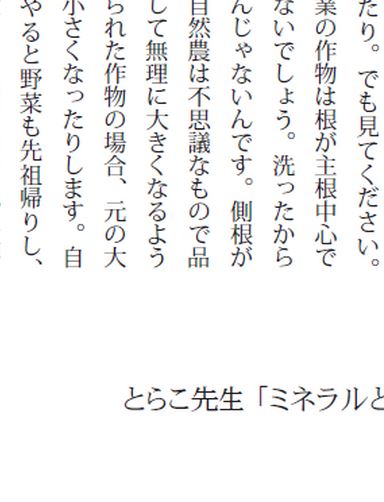 たり。でも見てください。
業の作物は根が主根中心で
ないでしょう。洗ったから
んじゃないんです。側根が
自然農は不思議なもので品
して無理に大きくなるよう
られた作物の場合、元の大
小さくなったりします。自
やると野菜も先祖帰りし、
とらこ先生「ミネラルと